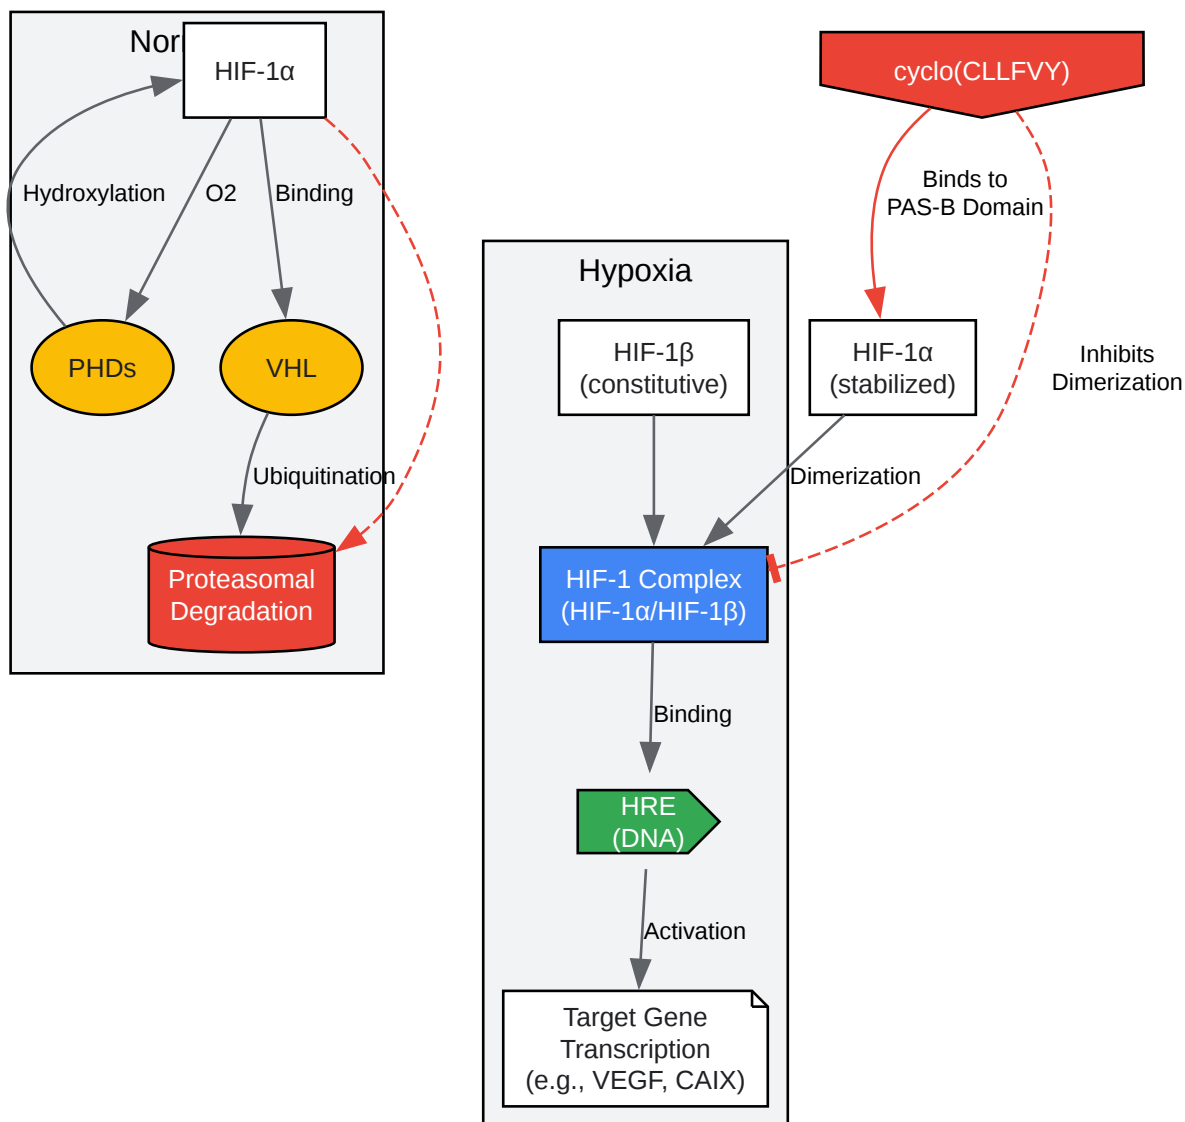 HIF-1α
Hydroxylation
O2
Binding
PHDs
VHL
Ubiquitination
Proteasomal
Degradation
cyclo(CLLFVY)
Binds to
PAS-B Domain
Inhibits
Dimerization
Hypoxia
HIF-1β
(constitutive)
HIF-1α
(stabilized)
Dimerization
HIF-1 Complex
(HIF-1α/HIF-1β)
Binding
HRE
(DNA)
Activation
Target Gene
Transcription
(e.g., VEGF, CAIX)